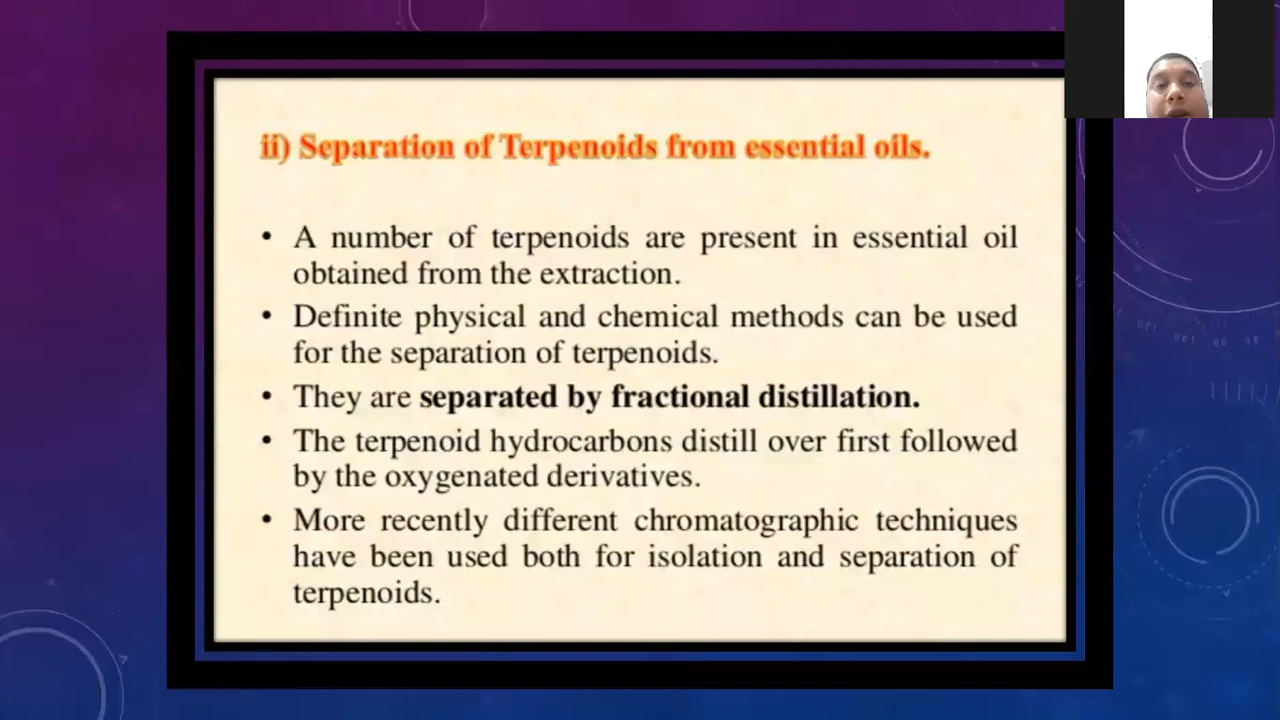 ii) Separation of Terpenoids from essential oils.
• A number of terpenoids are present in essential oil
obtained from the extraction.
• Definite physical and chemical methods can be used
for the separation of terpenoids.
• They are separated by fractional distillation.
• The terpenoid hydrocarbons distill over first followed
by the oxygenated derivatives.
• More recently different chromatographic techniques
have been used both for isolation and separation of
terpenoids.